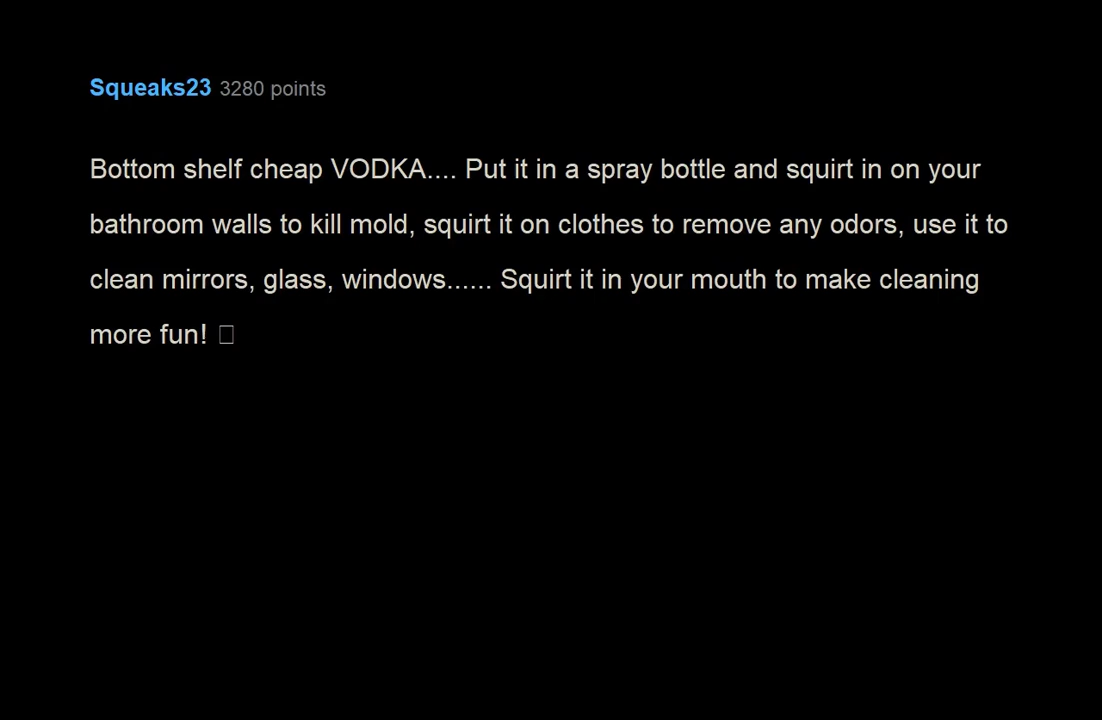 Squeaks23 3280 points
Bottom shelf cheap VODKA.... Put it in a spray bottle and squirt in on your
bathroom walls to kill mold, squirt it on clothes to remove any odors, use it to
clean mirrors, glass, windows...... Squirt it in your mouth to make cleaning
more fun!